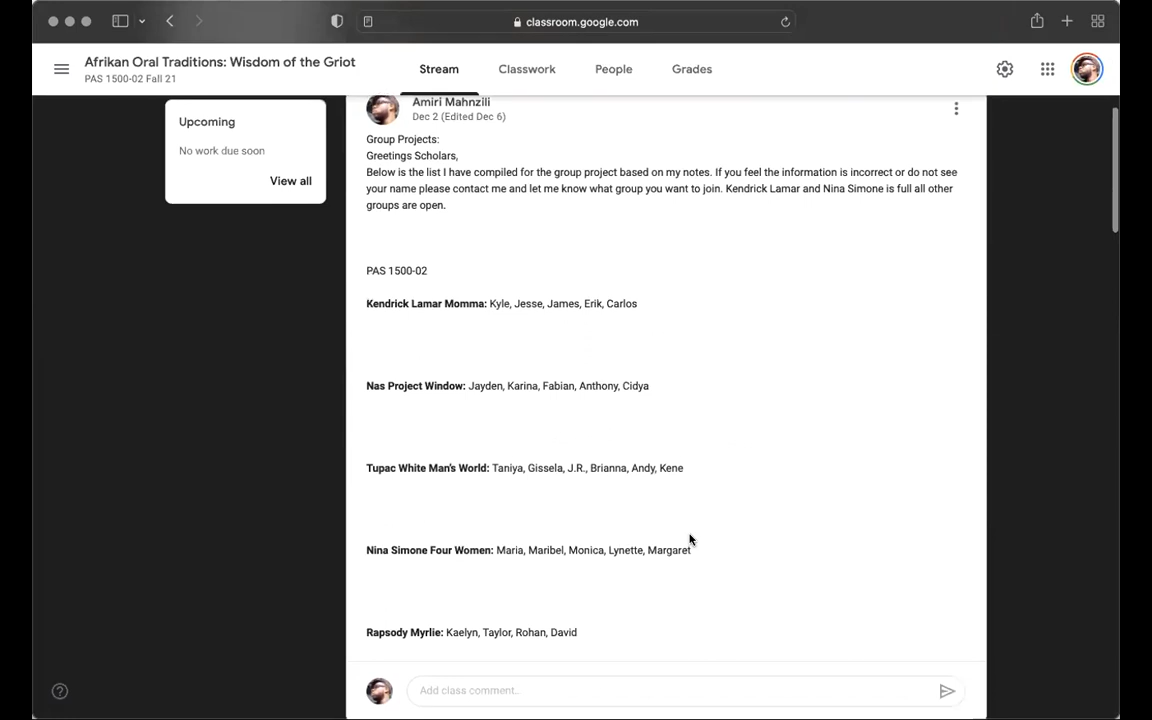 classroom.google.com
Afrikan Oral Traditions: Wisdom of the Griot
PAS 1500-02 Fall 21
Stream
Classwork
People
Grades
Upcoming
No work due soon
View all
Amiri Mahnzili
Dec 2 (Edited Dec 6)
Group Projects:
Greetings Scholars,
Below is the list I have compiled for the group project based on my notes. If you feel the information is incorrect or do not see
your name please contact me and let me know what group you want to join. Kendrick Lamar and Nina Simone is full all other
groups are open.
PAS 1500-02
Kendrick Lamar Momma: Kyle, Jesse, James, Erik, Carlos
Nas Project Window: Jayden, Karina, Fabian, Anthony, Cidya
Tupac White Man's World: Taniya, Gissela, J.R., Brianna, Andy, Kene
Nina Simone Four Women: Maria, Maribel, Monica, Lynette, Margaret
Rapsody Myrlie: Kaelyn, Taylor, Rohan, David
Add class comment...